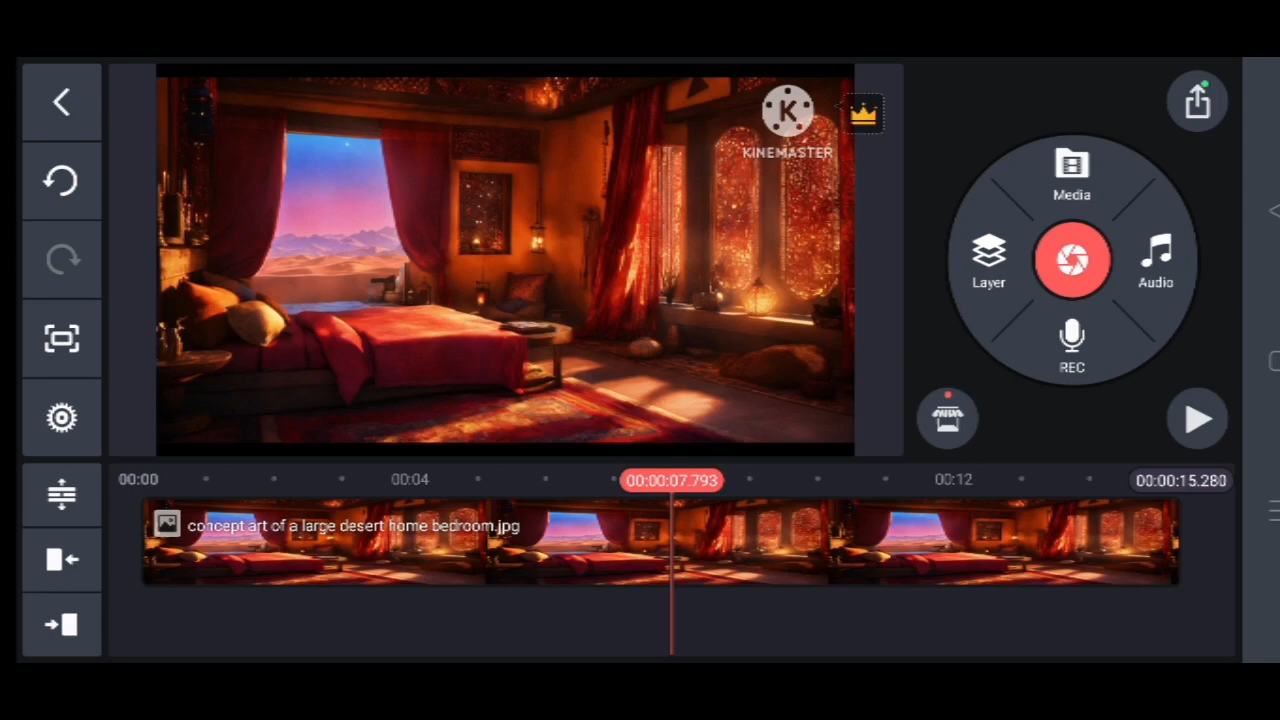 K
KINEMASTER
Media
Layer
Audio
REC
00:00
00:04
00:00:07.793
00:12
00:00:15.280
concept art of a large desert home bedroom.jpg